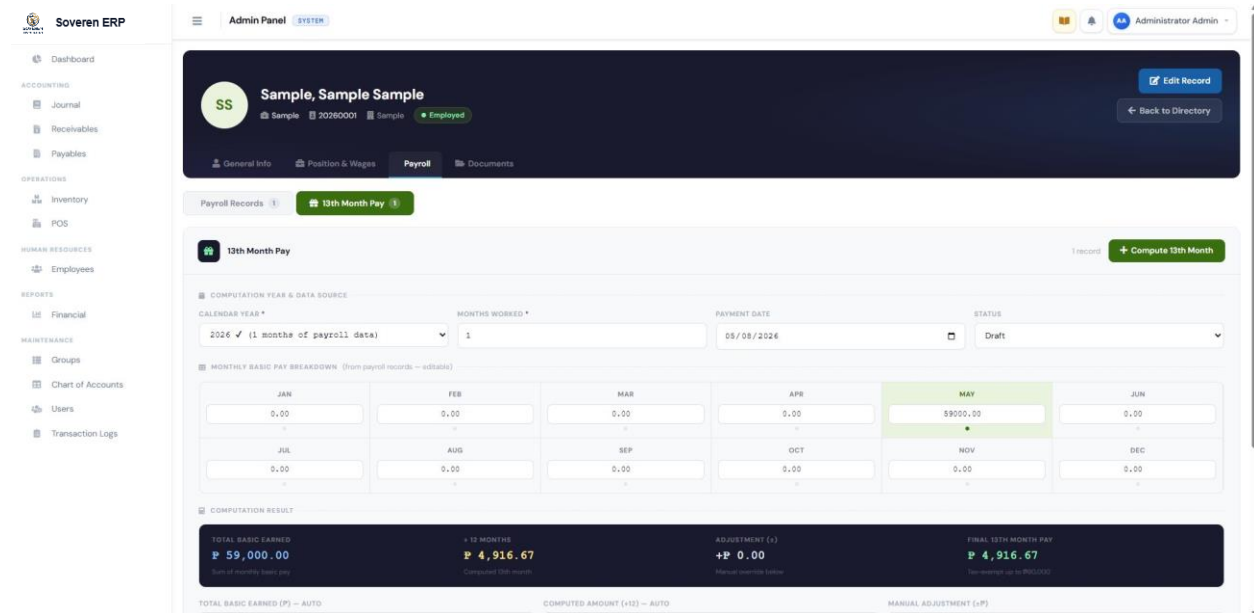 Soveren ERP
Admin Panel SYSTEM
AA Administrator Admin
Dashboard
ACCOUNTING
Journal
Receivables
Payables
OPERATIONS
Inventory
POS
HUMAN RESOURCES
Employees
REPORTS
Financial
MAINTENANCE
Groups
Chart of Accounts
Users
Transaction Logs
SS
Sample, Sample Sample
Sample 20260001 Sample Employed
Edit Record
← Back to Directory
General Info Position & Wages Payroll Documents
Payroll Records 1 13th Month Pay 1
13th Month Pay
1 record + Compute 13th Month
COMPUTATION YEAR & DATA SOURCE
CALENDAR YEAR * MONTHS WORKED * PAYMENT DATE STATUS
2026 ✓ (1 months of payroll data) 1 05/08/2026 Draft
MONTHLY BASIC PAY BREAKDOWN (from payroll records — editable)
JAN FEB MAR APR MAY JUN
0.00 0.00 0.00 0.00 59000.00 0.00
JUL AUG SEP OCT NOV DEC
0.00 0.00 0.00 0.00 0.00 0.00
COMPUTATION RESULT
TOTAL BASIC EARNED ÷ 12 MONTHS ADJUSTMENT (±) FINAL 13TH MONTH PAY
₱ 59,000.00 ₱ 4,916.67 +₱ 0.00 ₱ 4,916.67
Sum of monthly basic pay Computed 13th month Manual override below Tax-exempt up to ₱90,000
TOTAL BASIC EARNED (₱) — AUTO COMPUTED AMOUNT (÷12) — AUTO MANUAL ADJUSTMENT (±₱)